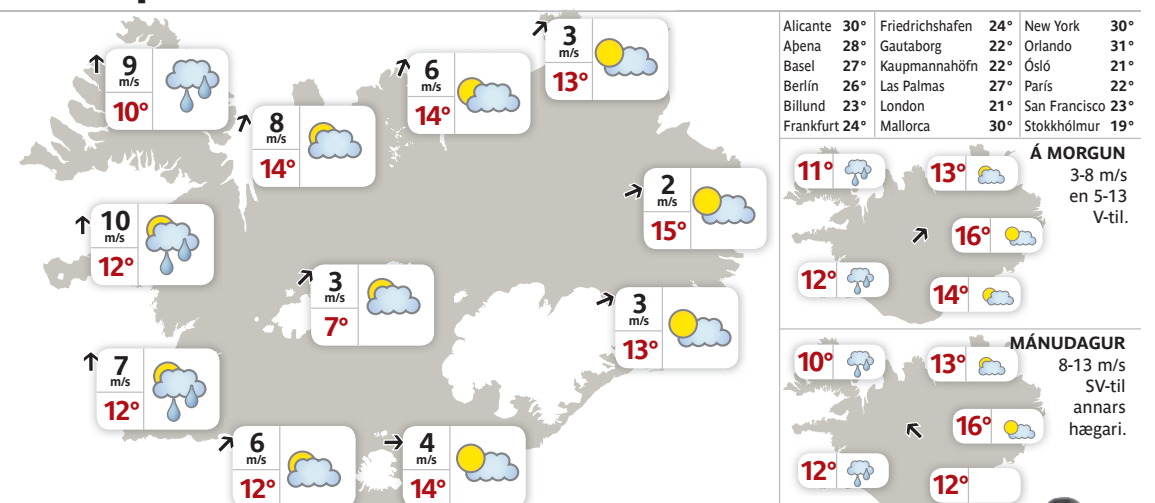 9
m/s
10°
8
m/s
14°
6
m/s
14°
3
m/s
13°
10
m/s
12°
2
m/s
15°
3
m/s
7°
3
m/s
13°
7
m/s
12°
6
m/s
12°
4
m/s
14°
Alicante 30°
Aþena 28°
Basel 27°
Berlín 26°
Billund 23°
Frankfurt 24°
Friedrichshafen 24°
Gautaborg 22°
Kaupmannahöfn 22°
Las Palmas 27°
London 21°
Mallorca 30°
New York 30°
Orlando 31°
Ósló 21°
París 22°
San Francisco 23°
Stokkhólmur 19°
Á MORGUN
3-8 m/s
en 5-13
V-til.
11°
13°
16°
12°
14°
MÁNUDAGUR
8-13 m/s
SV-til
annars
hægari.
10°
13°
16°
12°
12°